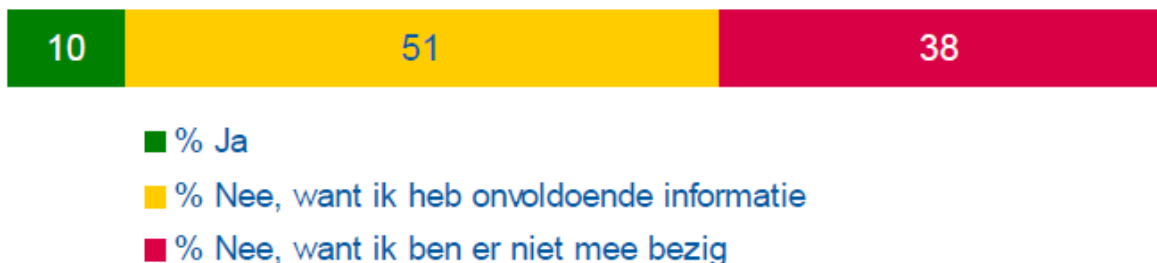 10 51 38
% Ja
% Nee, want ik heb onvoldoende informatie
% Nee, want ik ben er niet mee bezig